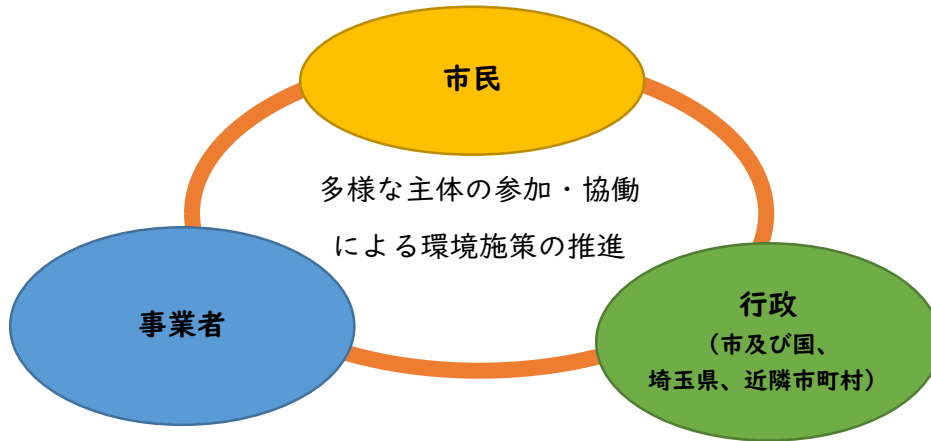 市民
多様な主体の参加・協働
による環境施策の推進
事業者
行政
（市及び国、
埼玉県、近隣市町村）